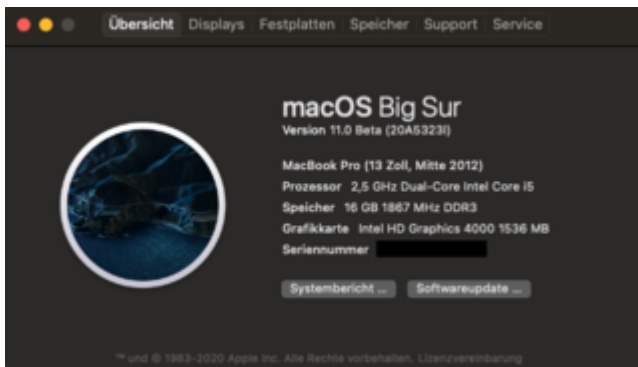 Übersicht Displays Festplatten Speicher Support Service
macOS Big Sur
Version 11.0 Beta (20A5323l)
MacBook Pro (13 Zoll, Mitte 2012)
Prozessor 2,5 GHz Dual-Core Intel Core i5
Speicher 16 GB 1867 MHz DDR3
Grafikkarte Intel HD Graphics 4000 1536 MB
Seriennummer
Systembericht ... Softwareupdate ...
™ und © 1983-2020 Apple Inc. Alle Rechte vorbehalten. Lizenzvereinbarung